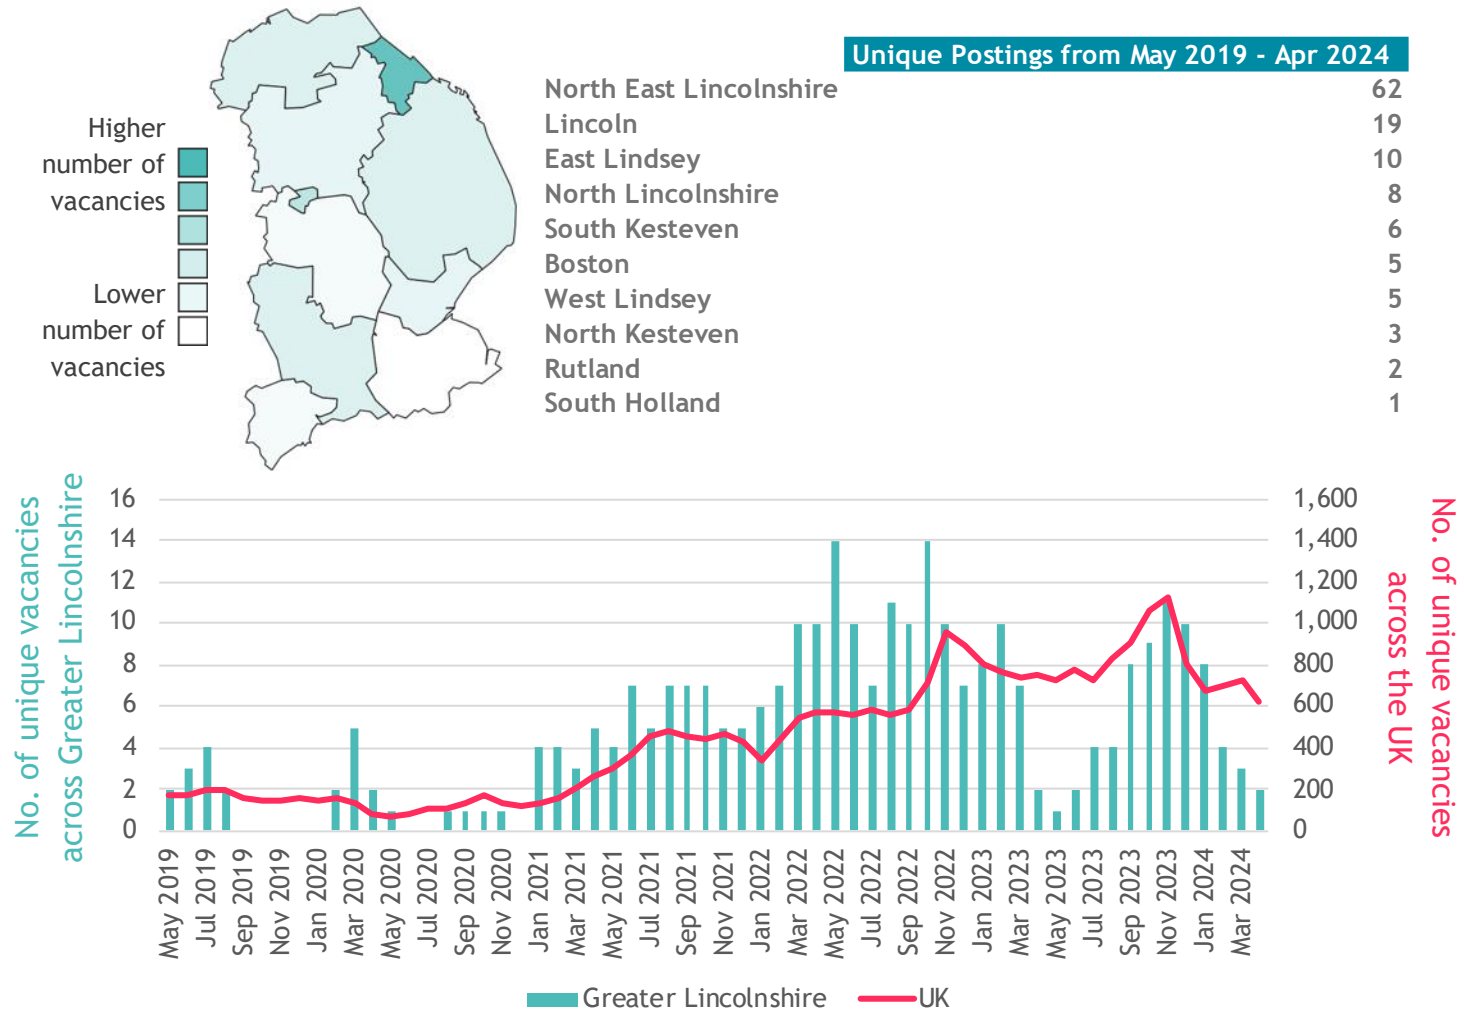 Unique Postings from May 2019 - Apr 2024
North East Lincolnshire 62
Lincoln 19
East Lindsey 10
North Lincolnshire 8
South Kesteven 6
Boston 5
West Lindsey 5
North Kesteven 3
Rutland 2
South Holland 1
Higher
number of
vacancies
Lower
number of
vacancies
No. of unique vacancies
across Greater Lincolnshire
16
14
12
10
8
6
4
2
0
1,600
1,400
1,200
1,000
800
600
400
200
0
No. of unique vacancies
across the UK
May 2019
Jul 2019
Sep 2019
Nov 2019
Jan 2020
Mar 2020
May 2020
Jul 2020
Sep 2020
Nov 2020
Jan 2021
Mar 2021
May 2021
Jul 2021
Sep 2021
Nov 2021
Jan 2022
Mar 2022
May 2022
Jul 2022
Sep 2022
Nov 2022
Jan 2023
Mar 2023
May 2023
Jul 2023
Sep 2023
Nov 2023
Jan 2024
Mar 2024
Greater Lincolnshire
UK